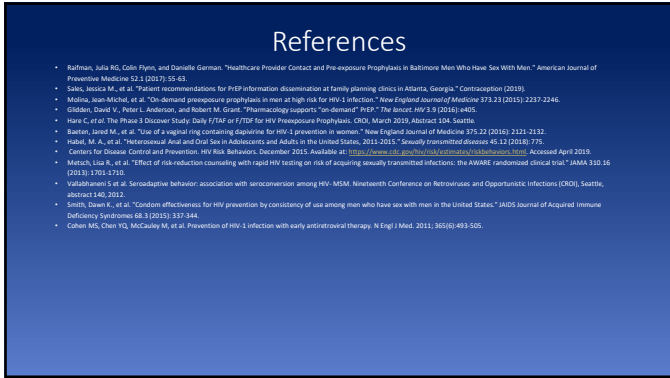 References
• Raifman, Julia RG, Colin Flynn, and Danielle German. "Healthcare Provider Contact and Pre-exposure Prophylaxis in Baltimore Men Who Have Sex With Men." American Journal of
Preventive Medicine 52.1 (2017): 55-63.
• Sales, Jessica M., et al. "Patient recommendations for PrEP information dissemination at family planning clinics in Atlanta, Georgia." Contraception (2019).
• Molina, Jean-Michel, et al. "On-demand preexposure prophylaxis in men at high risk for HIV-1 infection." New England Journal of Medicine 373.23 (2015): 2237-2246.
• Glidden, David V., Peter L. Anderson, and Robert M. Grant. "Pharmacology supports "on-demand" PrEP." The lancet. HIV 3.9 (2016): e405.
• Hare C, et al. The Phase 3 Discover Study: Daily F/TAF or F/TDF for HIV Preexposure Prophylaxis. CROI, March 2019, Abstract 104. Seattle.
• Baeten, Jared M., et al. "Use of a vaginal ring containing dapivirine for HIV-1 prevention in women." New England Journal of Medicine 375.22 (2016): 2121-2132.
• Habel, M. A., et al. "Heterosexual Anal and Oral Sex in Adolescents and Adults in the United States, 2011-2015." Sexually transmitted diseases 45.12 (2018): 775.
• Metsch, Lisa R., et al. "Effect of risk-reduction counseling with rapid HIV testing on risk of acquiring sexually transmitted infections: the AWARE randomized clinical trial." JAMA 310.16
(2013): 1701-1710.
• Vallabhaneni S et al. Seroadaptive behavior: association with seroconversion among HIV- MSM. Nineteenth Conference on Retroviruses and Opportunistic Infections (CROI), Seattle,
abstract 140, 2012.
• Smith, Dawn K., et al. "Condom effectiveness for HIV prevention by consistency of use among men who have sex with men in the United States." JAIDS Journal of Acquired Immune
Deficiency Syndromes 68.3 (2015): 337-344.
• Centers for Disease Control and Prevention. HIV Risk Behaviors. December 2015. Available at: https://www.cdc.gov/hiv/risk/estimates/riskbehaviors.html. Accessed April 2019.
• Cohen MS, Chen YQ, McCauley M, et al. Prevention of HIV-1 infection with early antiretroviral therapy. N Engl J Med. 2011; 365(6):493-505.